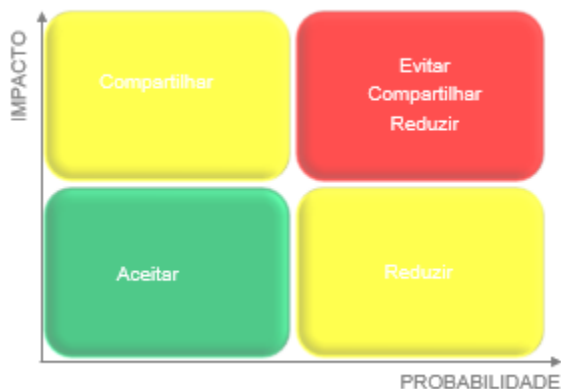 IMPACTO
Compartilhar
Evitar
Compartilhar
Reduzir
Aceitar
Reduzir
PROBABILIDADE